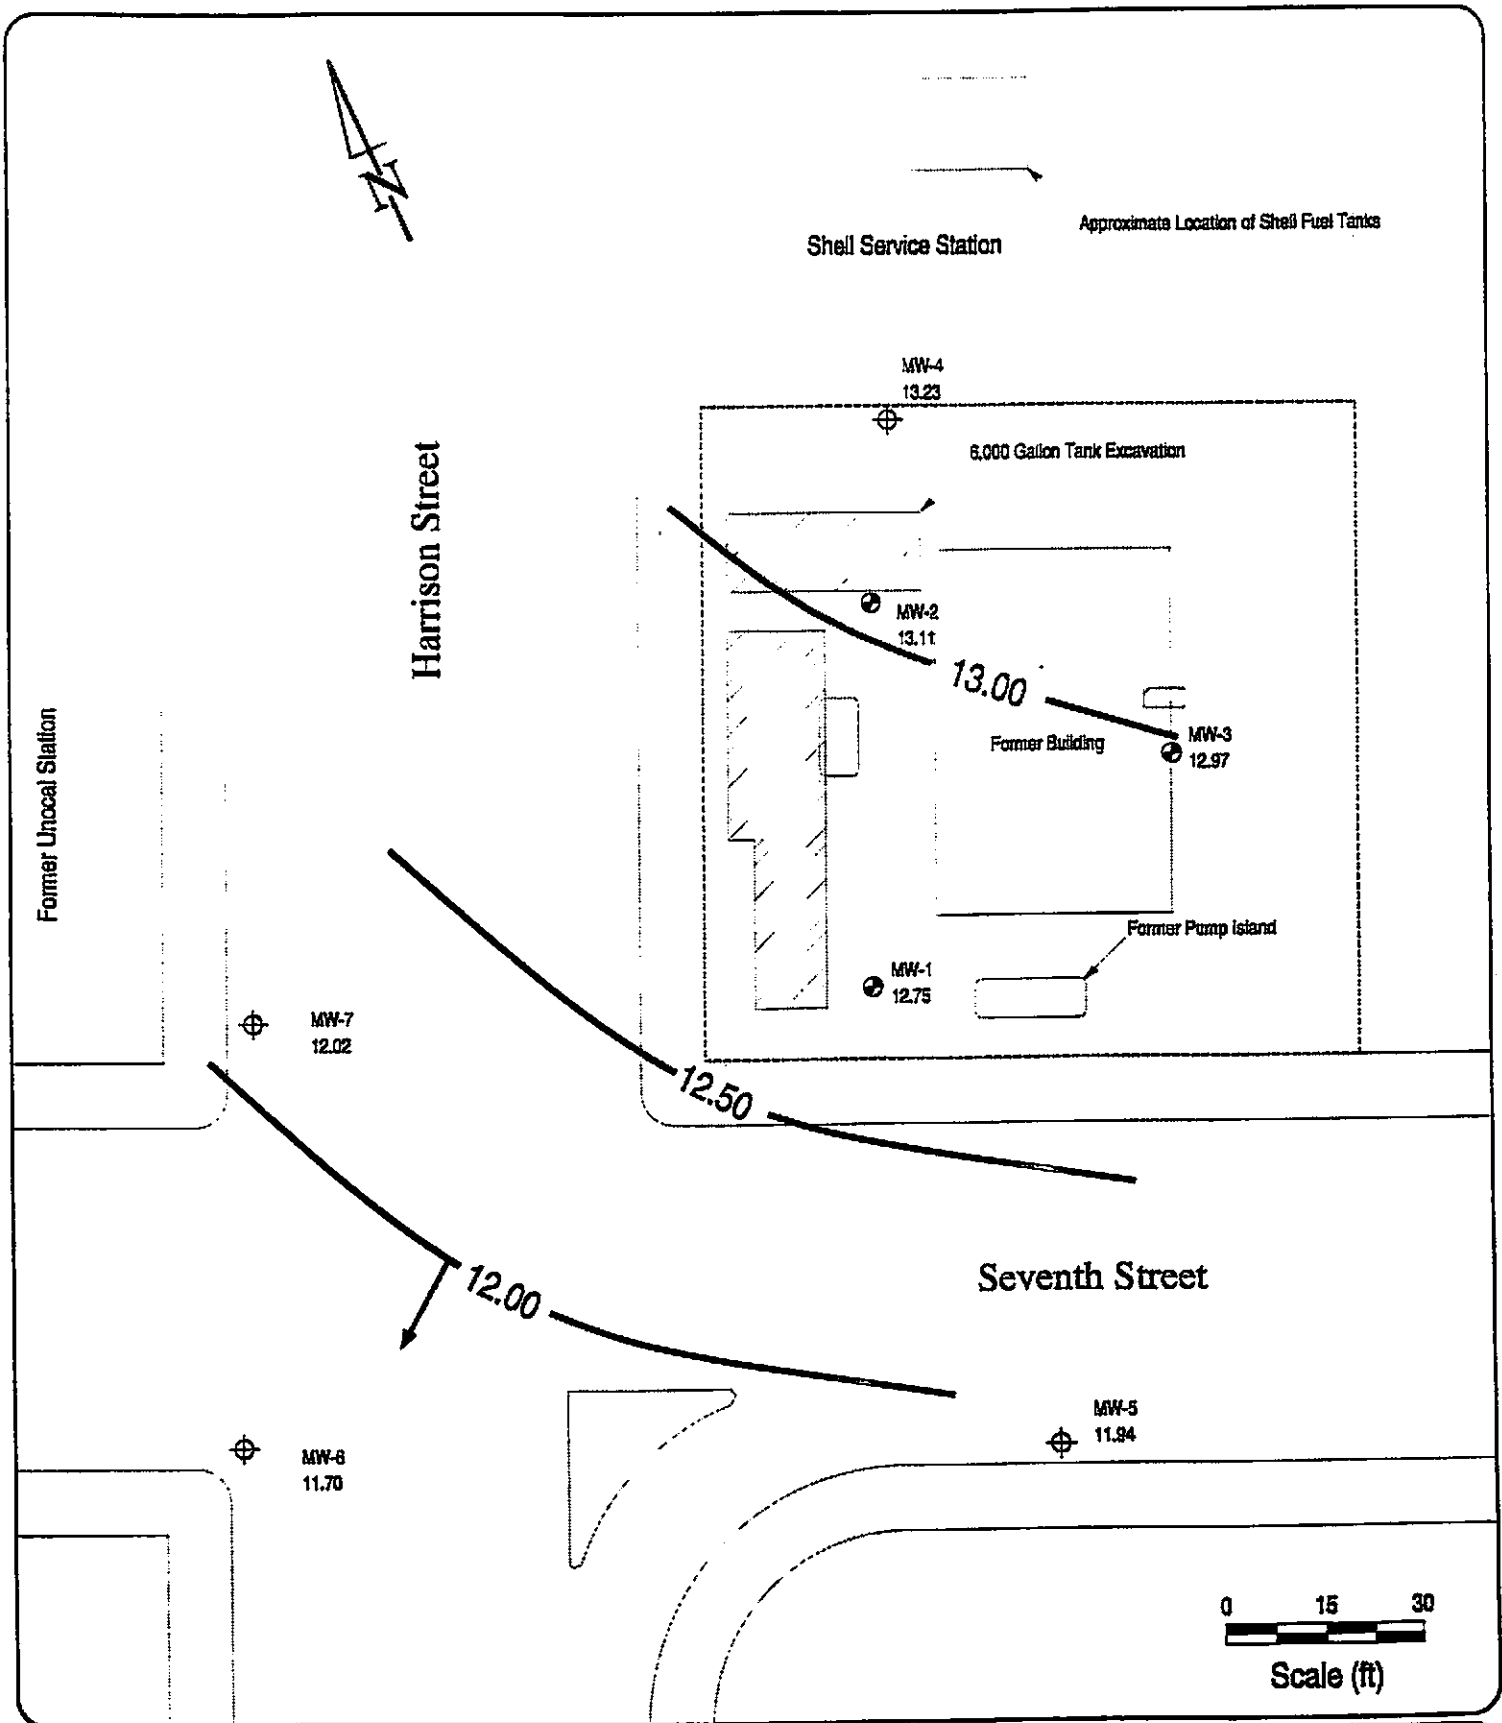 N
Approximate Location of Shell Fuel Tanks
Shell Service Station
MW-4
13.23
6,000 Gallon Tank Excavation
Harrison Street
MW-2
13.11
13.00
Former Building
MW-3
12.97
Former Unocal Station
Former Pump Island
MW-1
12.75
MW-7
12.02
12.50
Seventh Street
12.00
MW-5
11.94
MW-6
11.70
0 15 30
Scale (ft)